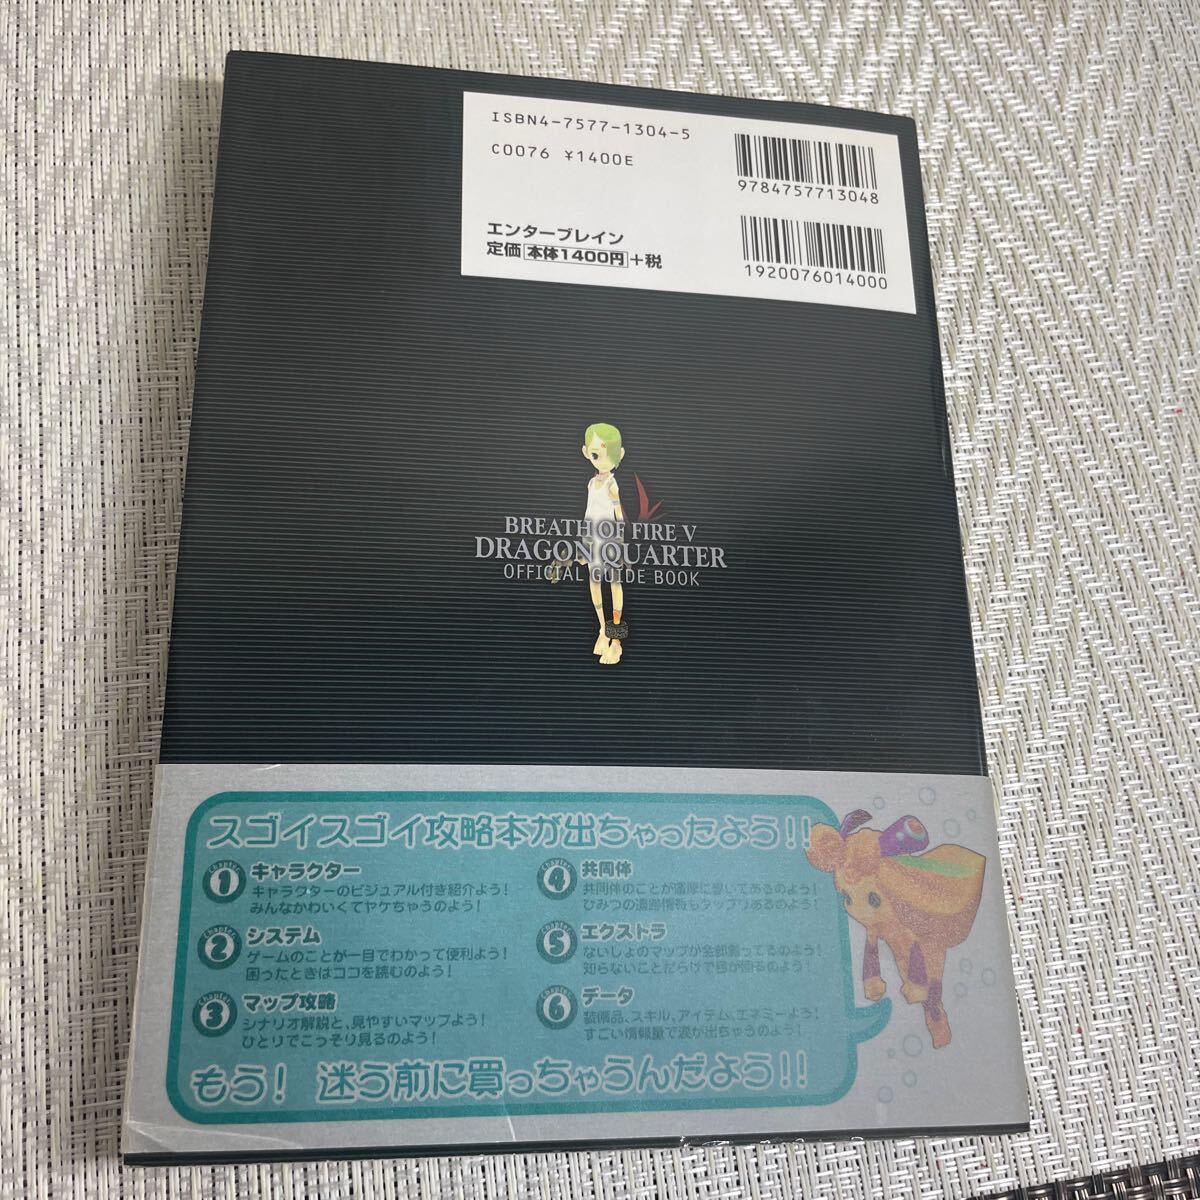 ISBN4-7577-1304-5
C0076 ¥1400E
9784757713048
エンターブレイン
定価 本体1400円 +税
1920076014000
BREATH OF FIRE V
DRAGON QUARTER
OFFICIAL GUIDE BOOK
スゴイスゴイ攻略本が出ちゃったよう!!
Chapter 1 キャラクター
キャラクターのビジュアル付き紹介よう!
みんなかわいくてヤケちゃうのよう!
Chapter 2 システム
ゲームのことが一目でわかって便利よう!
困ったときはココを読むのよう!
Chapter 3 マップ攻略
シナリオ解説と、見やすいマップよう!
ひとりでこっそり見るのよう!
Chapter 4 共同体
共同体のことが濃厚に書いてあるのよう!
ひみつの通路情報もタップリあるのよう!
Chapter 5 エクストラ
ないしょのマップが全部載ってるのよう!
知らないことだらけで目が回るのよう!
Chapter 6 データ
装備品、スキル、アイテム、エネミーよう!
すごい情報量で涙が出ちゃうのよう!
もう! 迷う前に買っちゃうんだよう!!